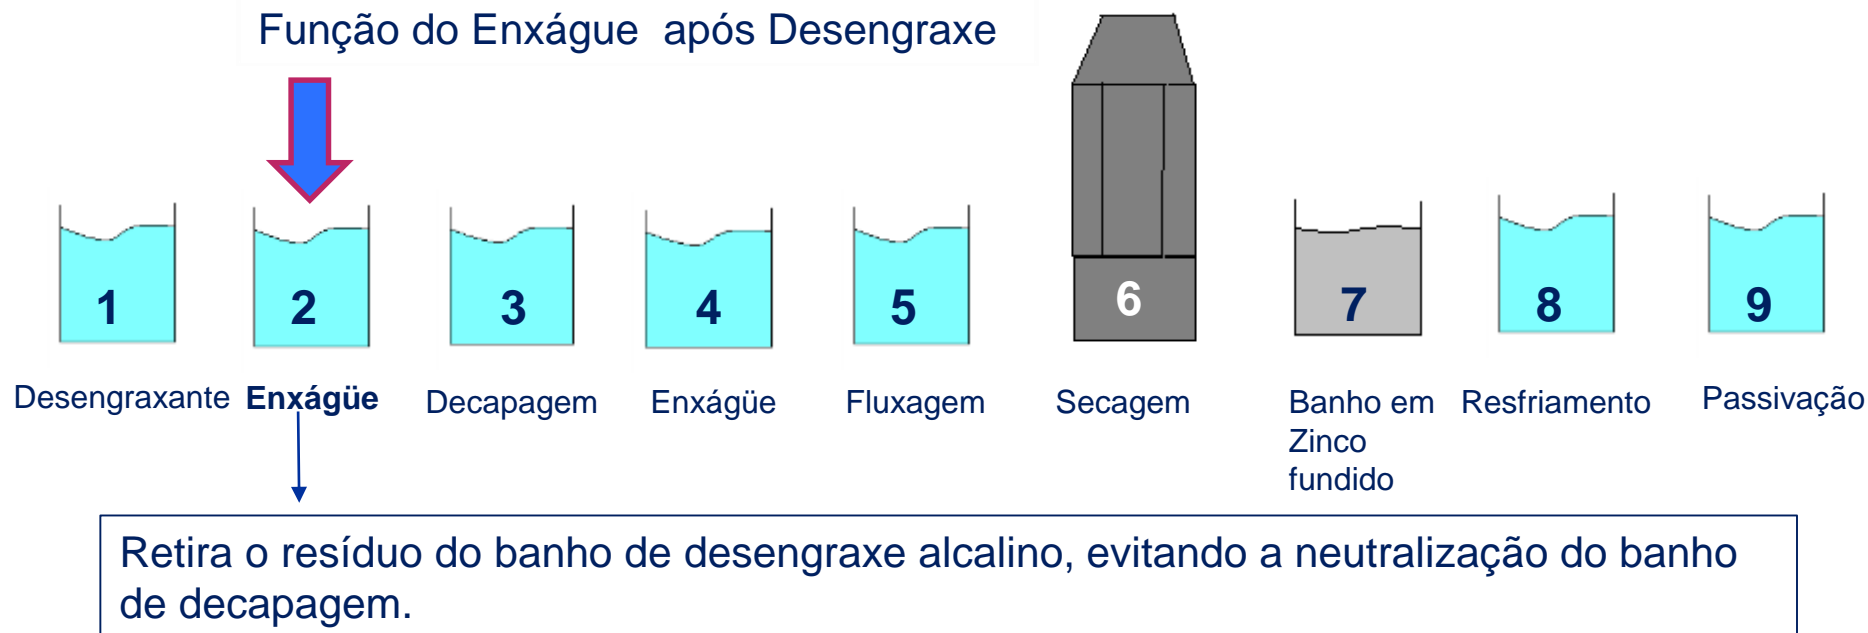 Função do Enxágue após Desengraxe
1
2
3
4
5
6
7
8
9
Desengraxante
Enxágüe
Decapagem
Enxágüe
Fluxagem
Secagem
Banho em
Zinco
fundido
Resfriamento
Passivação
Retira o resíduo do banho de desengraxe alcalino, evitando a neutralização do banho
de decapagem.